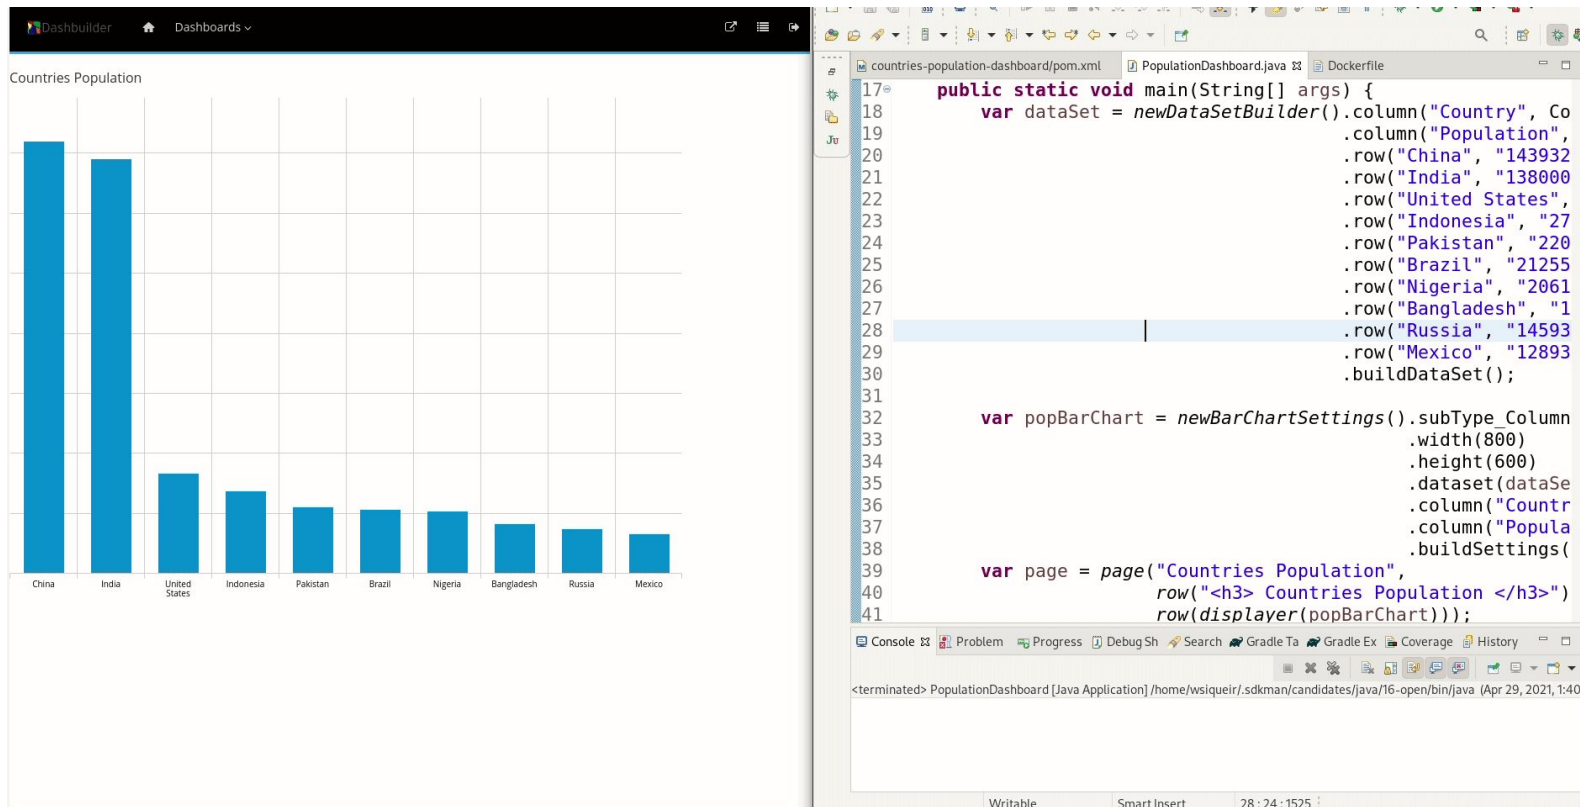 Dashbuilder Dashboards
Countries Population
China India United States Indonesia Pakistan Brazil Nigeria Bangladesh Russia Mexico
countries-population-dashboard/pom.xml PopulationDashboard.java Dockerfile
17 public static void main(String[] args) {
18 var dataSet = newDataSetBuilder().column("Country", Co
19 .column("Population",
20 .row("China", "143932
21 .row("India", "138000
22 .row("United States",
23 .row("Indonesia", "27
24 .row("Pakistan", "220
25 .row("Brazil", "21255
26 .row("Nigeria", "2061
27 .row("Bangladesh", "1
28 .row("Russia", "14593
29 .row("Mexico", "12893
30 .buildDataSet();
31
32 var popBarChart = newBarChartSettings().subType_Column
33 .width(800)
34 .height(600)
35 .dataset(dataSe
36 .column("Countr
37 .column("Popula
38 .buildSettings(
39 var page = page("Countries Population",
40 row("<h3> Countries Population </h3>")
41 row(displayer(popBarChart)));
Console Problem Progress Debug Sh Search Gradle Ta Gradle Ex Coverage History
<terminated> PopulationDashboard [Java Application] /home/wsiqueir/.sdkman/candidates/java/16-open/bin/java (Apr 29, 2021, 1:40
Writable Smart Insert 28 : 24 : 1525